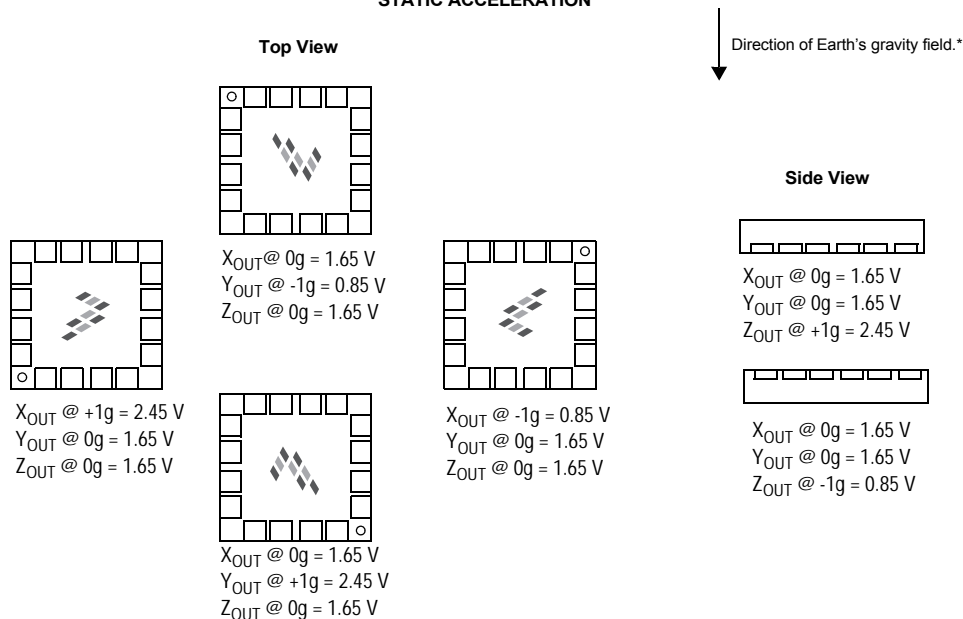 STATIC ACCELERATION
Top View
Direction of Earth's gravity field.*
Side View
X_OUT@ 0g = 1.65 V
Y_OUT @ -1g = 0.85 V
Z_OUT @ 0g = 1.65 V
X_OUT @ +1g = 2.45 V
Y_OUT @ 0g = 1.65 V
Z_OUT @ 0g = 1.65 V
X_OUT @ -1g = 0.85 V
Y_OUT @ 0g = 1.65 V
Z_OUT @ 0g = 1.65 V
X_OUT @ 0g = 1.65 V
Y_OUT @ +1g = 2.45 V
Z_OUT @ 0g = 1.65 V
X_OUT @ 0g = 1.65 V
Y_OUT @ 0g = 1.65 V
Z_OUT @ +1g = 2.45 V
X_OUT @ 0g = 1.65 V
Y_OUT @ 0g = 1.65 V
Z_OUT @ -1g = 0.85 V